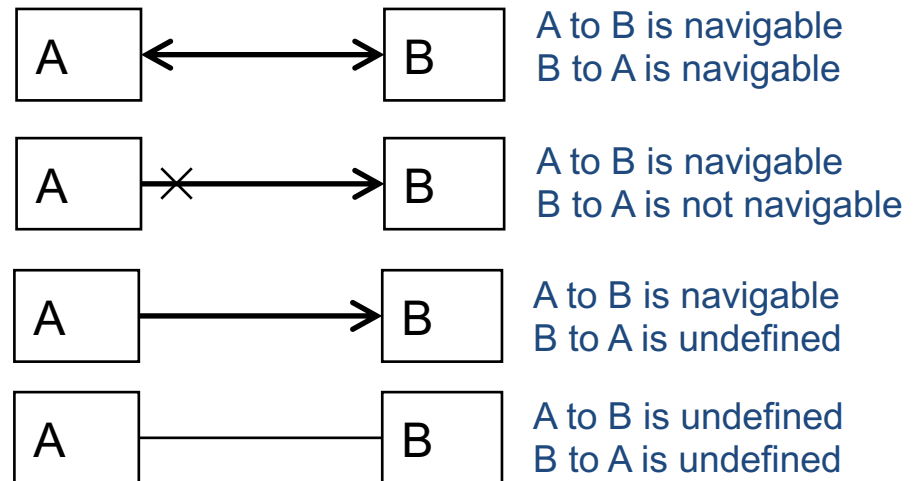 A B A to B is navigable
B to A is navigable
A B A to B is navigable
B to A is not navigable
A B A to B is navigable
B to A is undefined
A B A to B is undefined
B to A is undefined